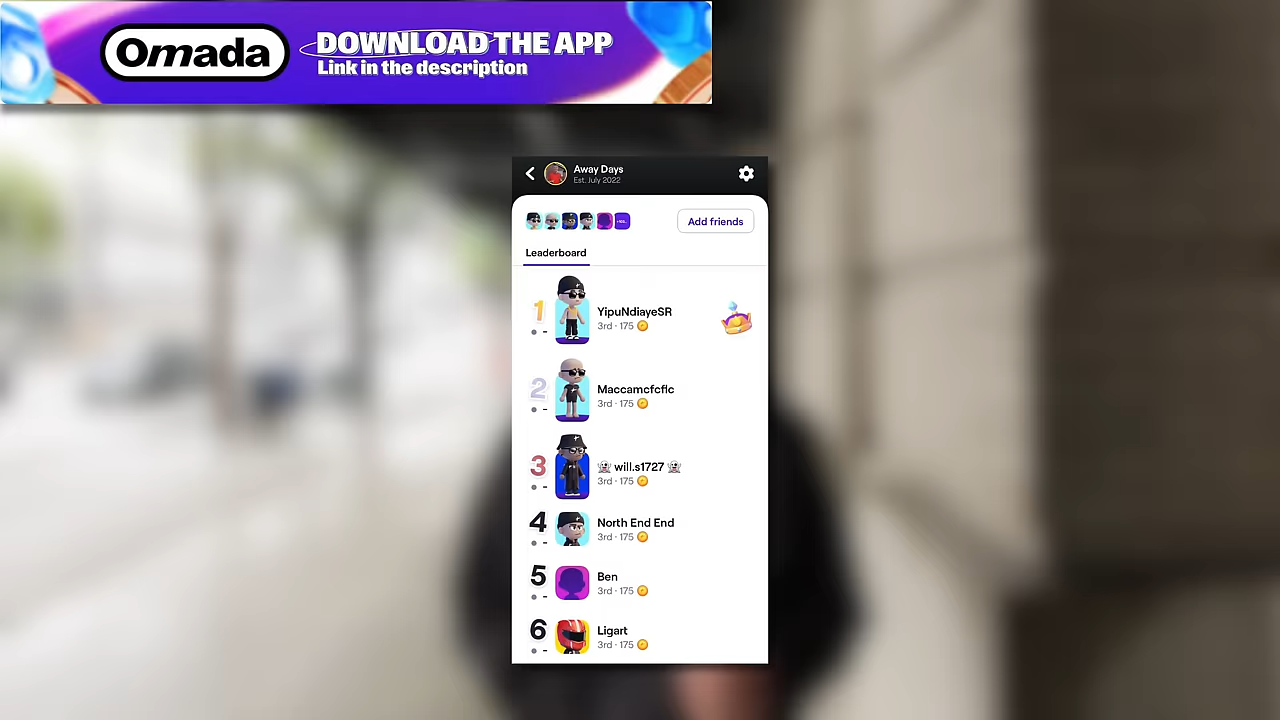 Omada
DOWNLOAD THE APP
Link in the description
Away Days
Est. July 2022
Add friends
Leaderboard
1
YipuNdiayeSR
3rd · 175
2
Maccamcfcflc
3rd · 175
3
👻 will.s1727 👻
3rd · 175
4
North End End
3rd · 175
5
Ben
3rd · 175
6
Ligart
3rd · 175